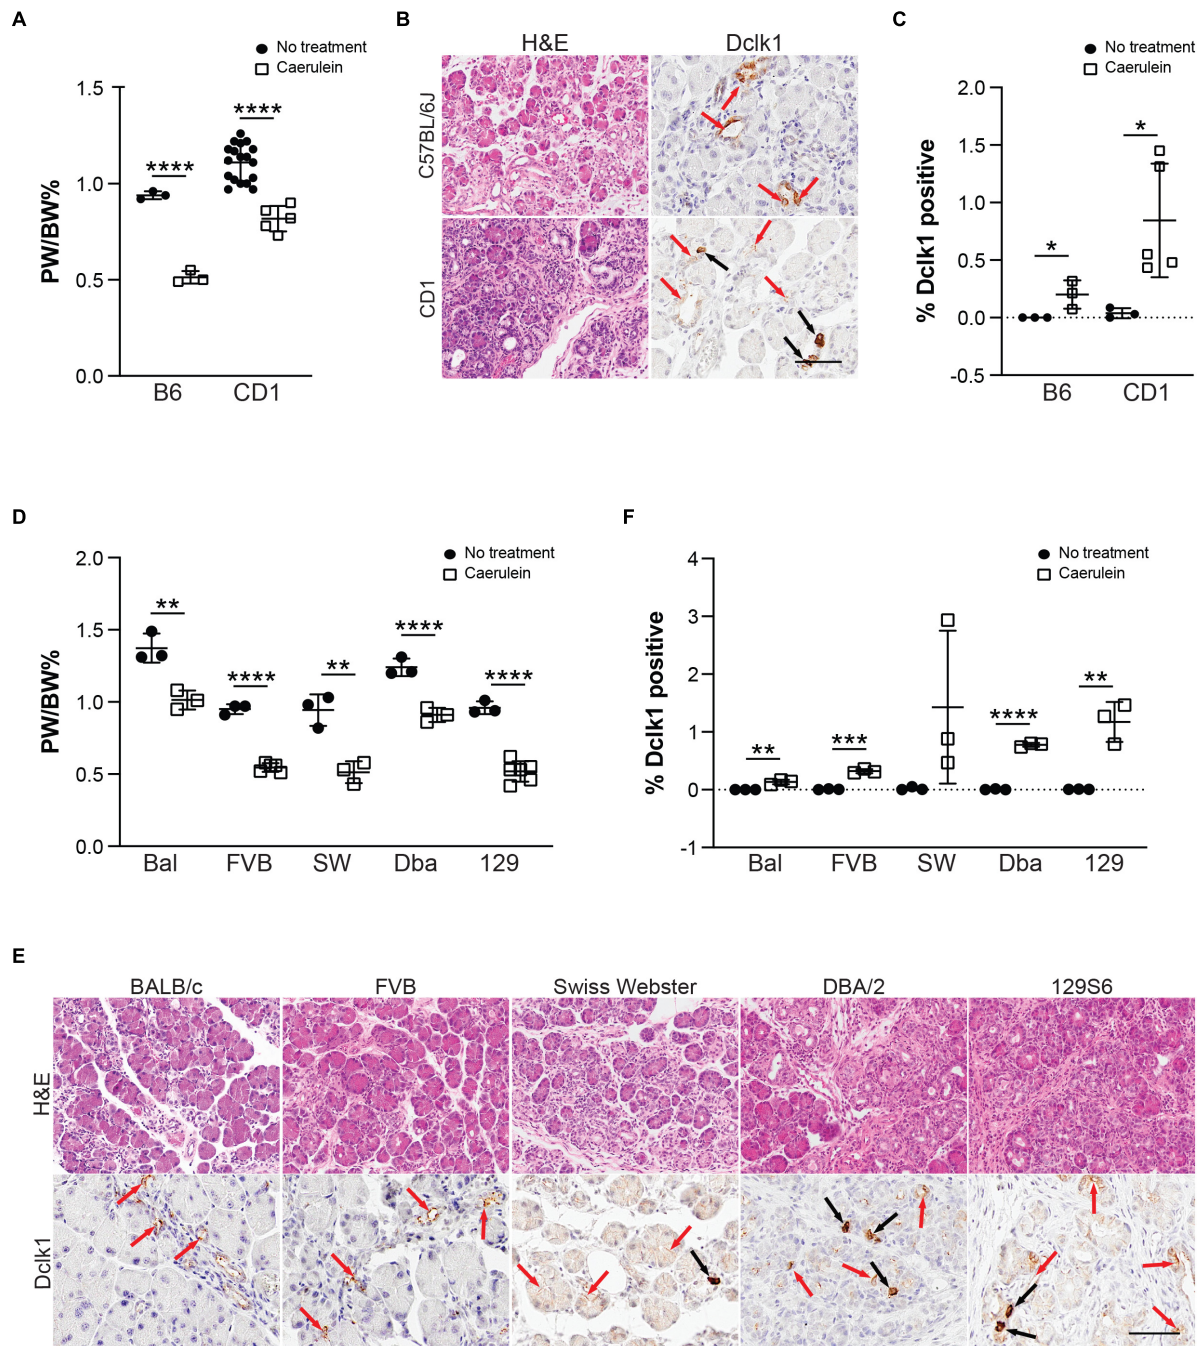 A
No treatment
Caerulein
PW/BW%
1.5
1.0
0.5
0.0
****
****
B6
CD1
B
H&E
Dclk1
C57BL/6J
CD1
C
No treatment
Caerulein
% Dclk1 positive
2.0
1.5
1.0
0.5
0.0
-0.5
*
*
B6
CD1
D
No treatment
Caerulein
PW/BW%
2.0
1.5
1.0
0.5
0.0
**
****
**
****
****
Bal
FVB
SW
Dba
129
F
No treatment
Caerulein
% Dclk1 positive
4
3
2
1
0
-1
**
***
****
**
Bal
FVB
SW
Dba
129
E
BALB/c
FVB
Swiss Webster
DBA/2
129S6
H&E
Dclk1